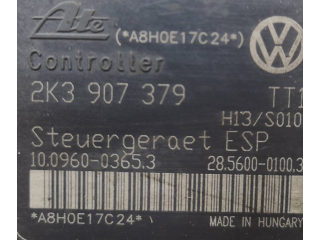 Ate (*A8H0E17C24*)
Controller
2K3 907 379 TT1
H13/S010
Steuergeraet ESP
10.0960-0365.3 28.5600-0100.3
*A8H0E17C24* MADE IN HUNGARY